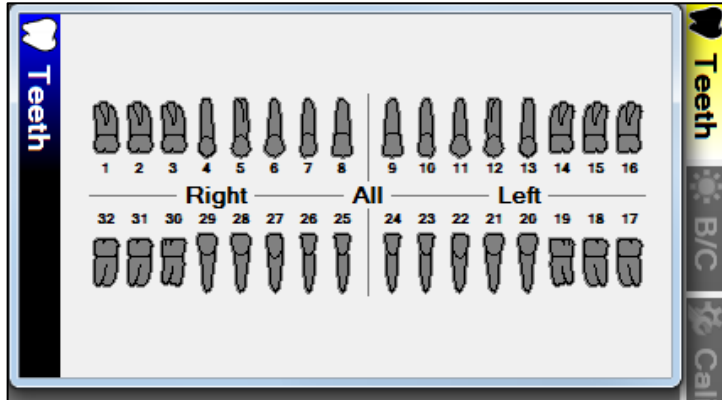 Teeth
1 2 3 4 5 6 7 8 9 10 11 12 13 14 15 16
Right All Left
32 31 30 29 28 27 26 25 24 23 22 21 20 19 18 17
Teeth
B/C
Cal